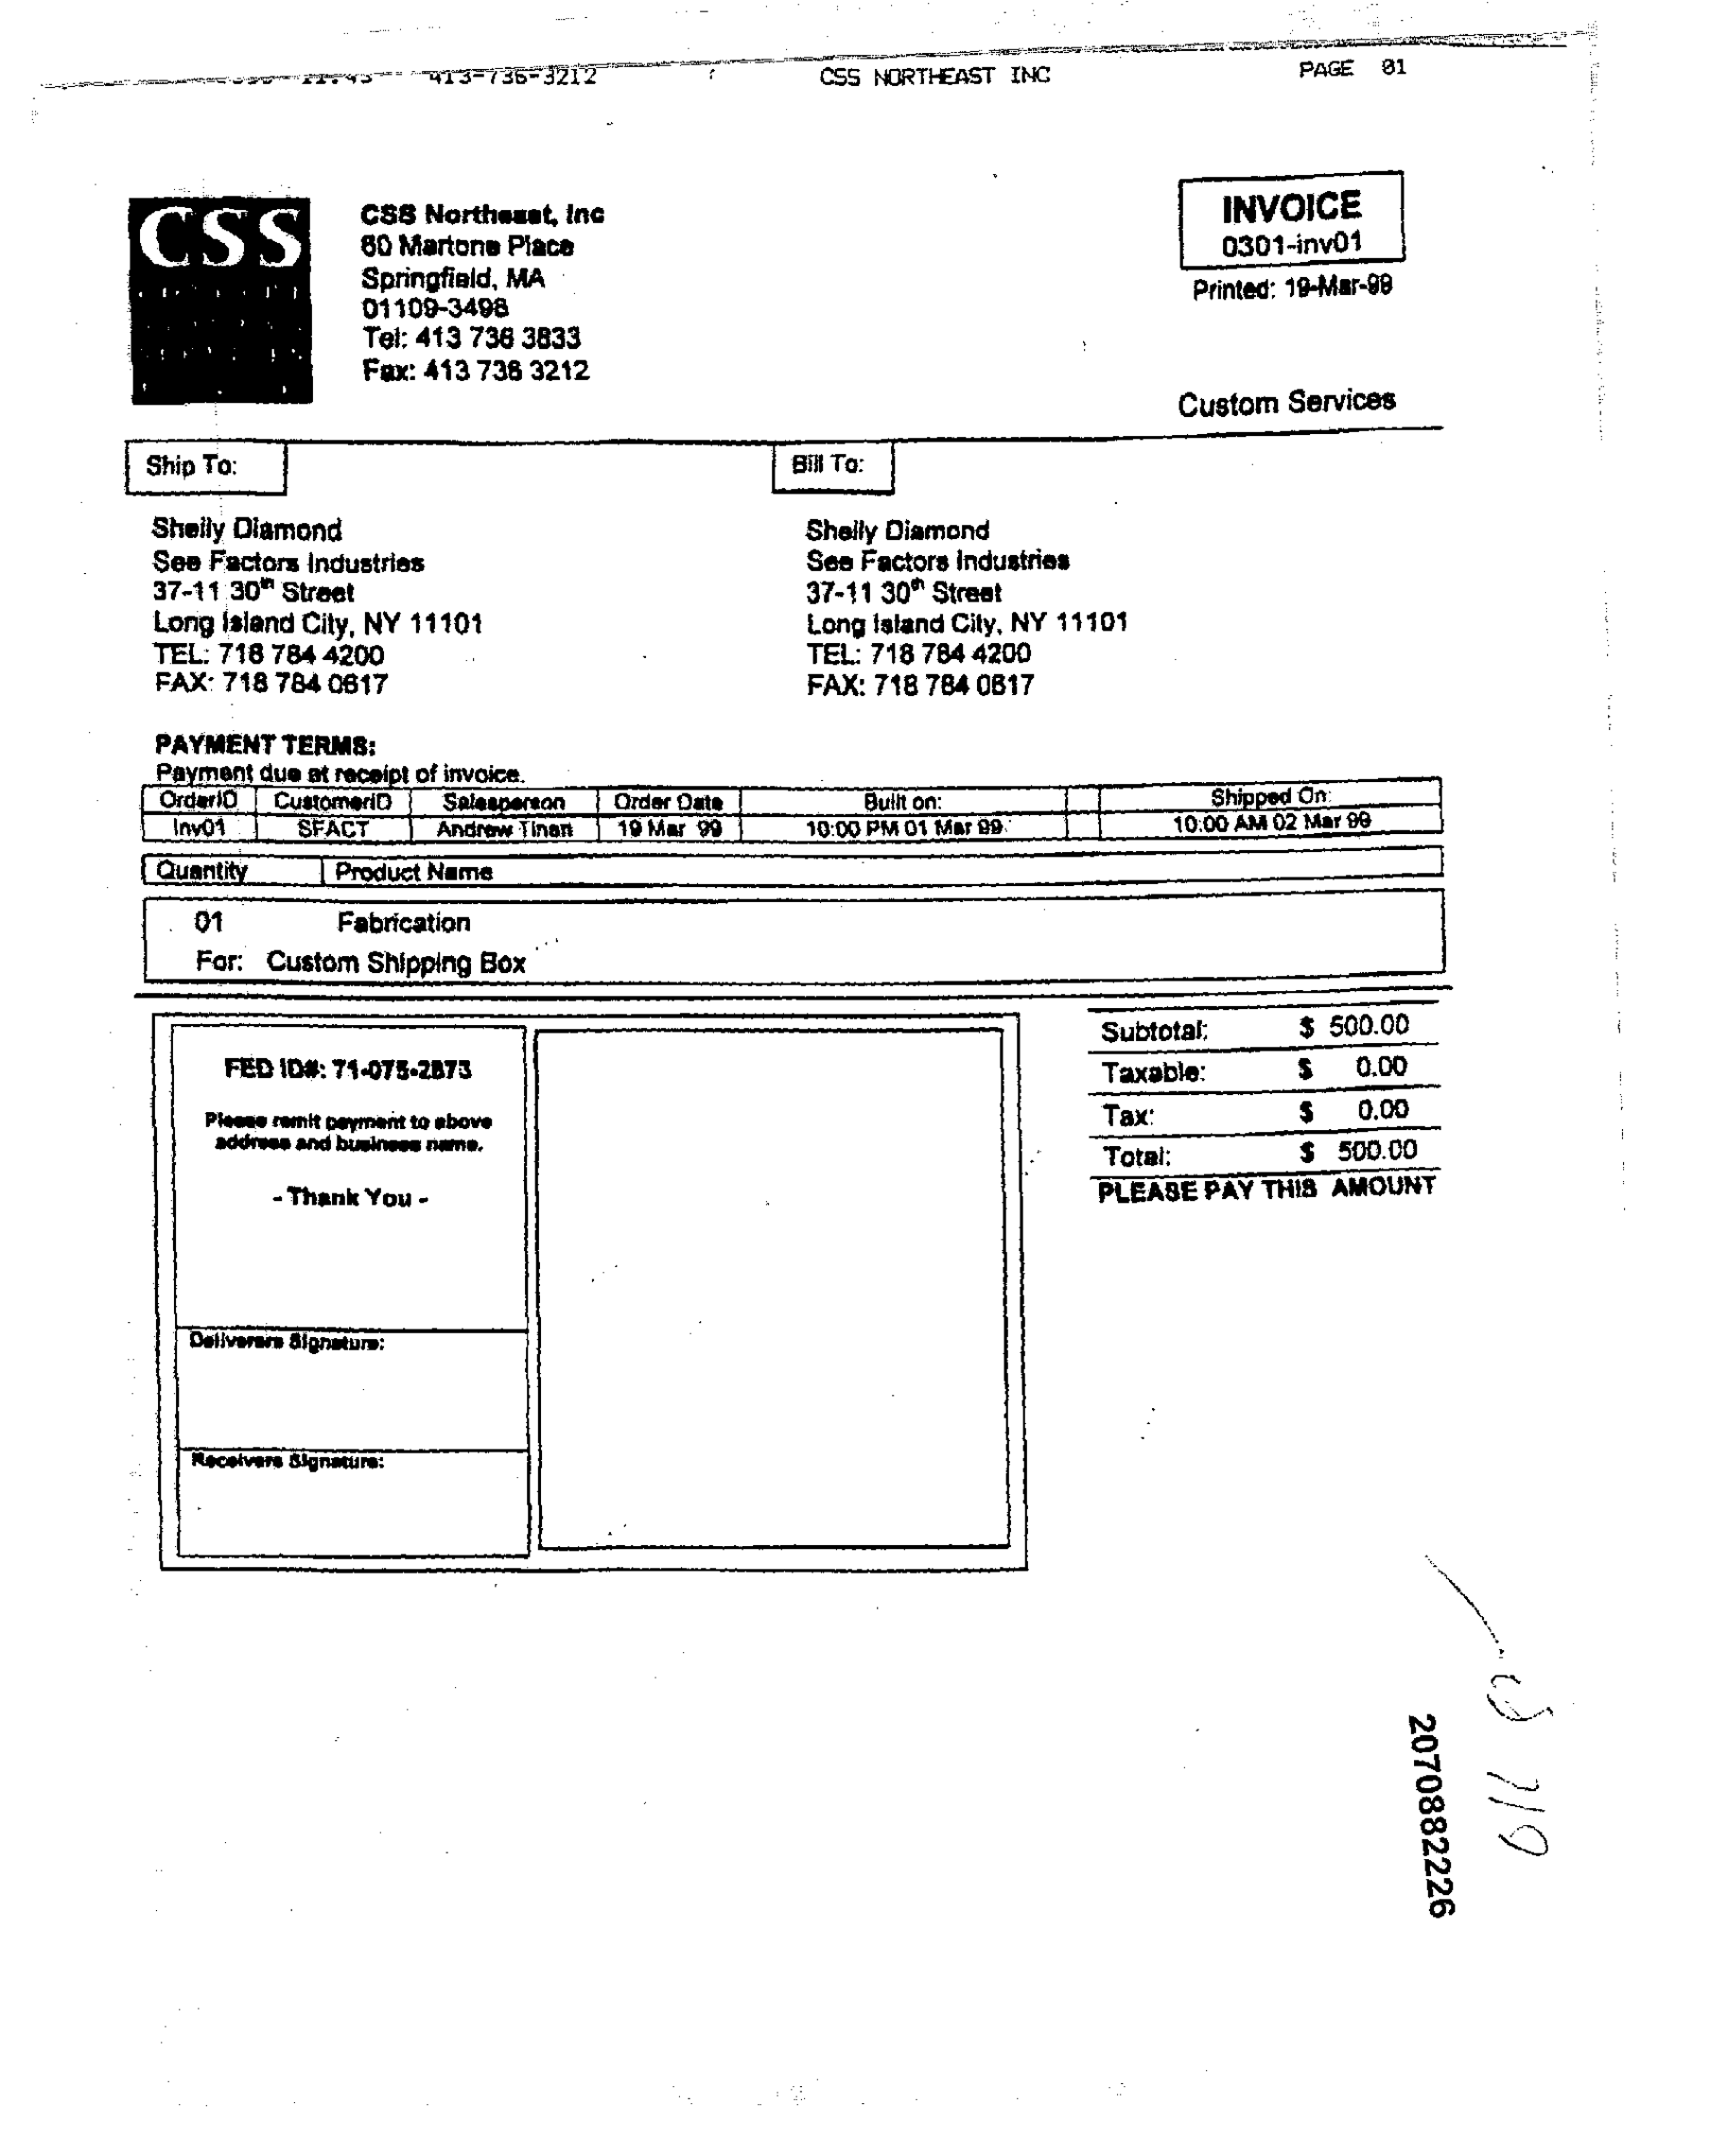 413-736-3212 CSS NORTHEAST INC PAGE 01
CSS
CSS Northeast, Inc
60 Martone Place
Springfield, MA
01109-3498
Tel: 413 736 3833
Fax: 413 736 3212
INVOICE
0301-inv01
Printed: 19-Mar-99
Custom Services
Ship To:
Bill To:
Shelly Diamond
See Factors Industries
37-11 30th Street
Long Island City, NY 11101
TEL: 718 784 4200
FAX: 718 784 0617
Shelly Diamond
See Factors Industries
37-11 30th Street
Long Island City, NY 11101
TEL: 718 784 4200
FAX: 718 784 0617
PAYMENT TERMS:
Payment due at receipt of invoice.
OrderID CustomerID Salesperson Order Date Built on: Shipped On:
Inv01 SFACT Andrew Tinen 19 Mar 99 10:00 PM 01 Mar 99 10:00 AM 02 Mar 99
Quantity Product Name
01 Fabrication
For: Custom Shipping Box
FED ID#: 71-075-2873
Please remit payment to above
address and business name.
- Thank You -
Deliverers Signature:
Receivers Signature:
Subtotal: $ 500.00
Taxable: $ 0.00
Tax: $ 0.00
Total: $ 500.00
PLEASE PAY THIS AMOUNT
2070882226